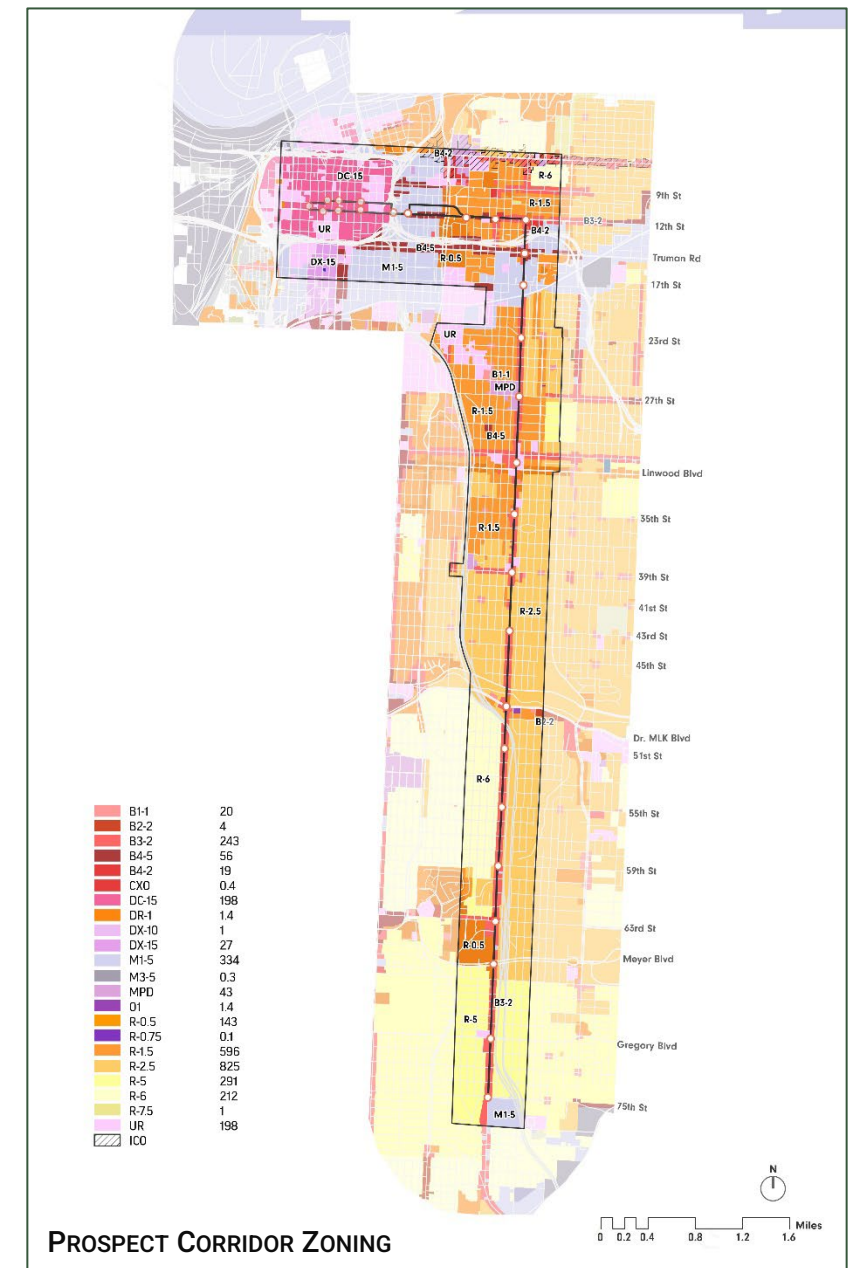 B4-2
DC-15
R-6
9th St
R-1.5
B3-2
12th St
UR
B4-2
B4-5
R-0.5
Truman Rd
DX-15
M1-5
17th St
UR
23rd St
B1-1
MPD
27th St
R-1.5
B4-5
Linwood Blvd
35th St
R-1.5
39th St
R-2.5
41st St
43rd St
45th St
B2-2
Dr. MLK Blvd
51st St
R-6
55th St
59th St
63rd St
R-0.5
Meyer Blvd
B3-2
R-5
Gregory Blvd
75th St
M1-5
B1-1 20
B2-2 4
B3-2 243
B4-5 56
B4-2 19
CXO 0.4
DC-15 198
DR-1 1.4
DX-10 1
DX-15 27
M1-5 334
M3-5 0.3
MPD 43
O1 1.4
R-0.5 143
R-0.75 0.1
R-1.5 596
R-2.5 825
R-5 291
R-6 212
R-7.5 1
UR 198
ICO
N
Miles
0 0.2 0.4 0.8 1.2 1.6
PROSPECT CORRIDOR ZONING